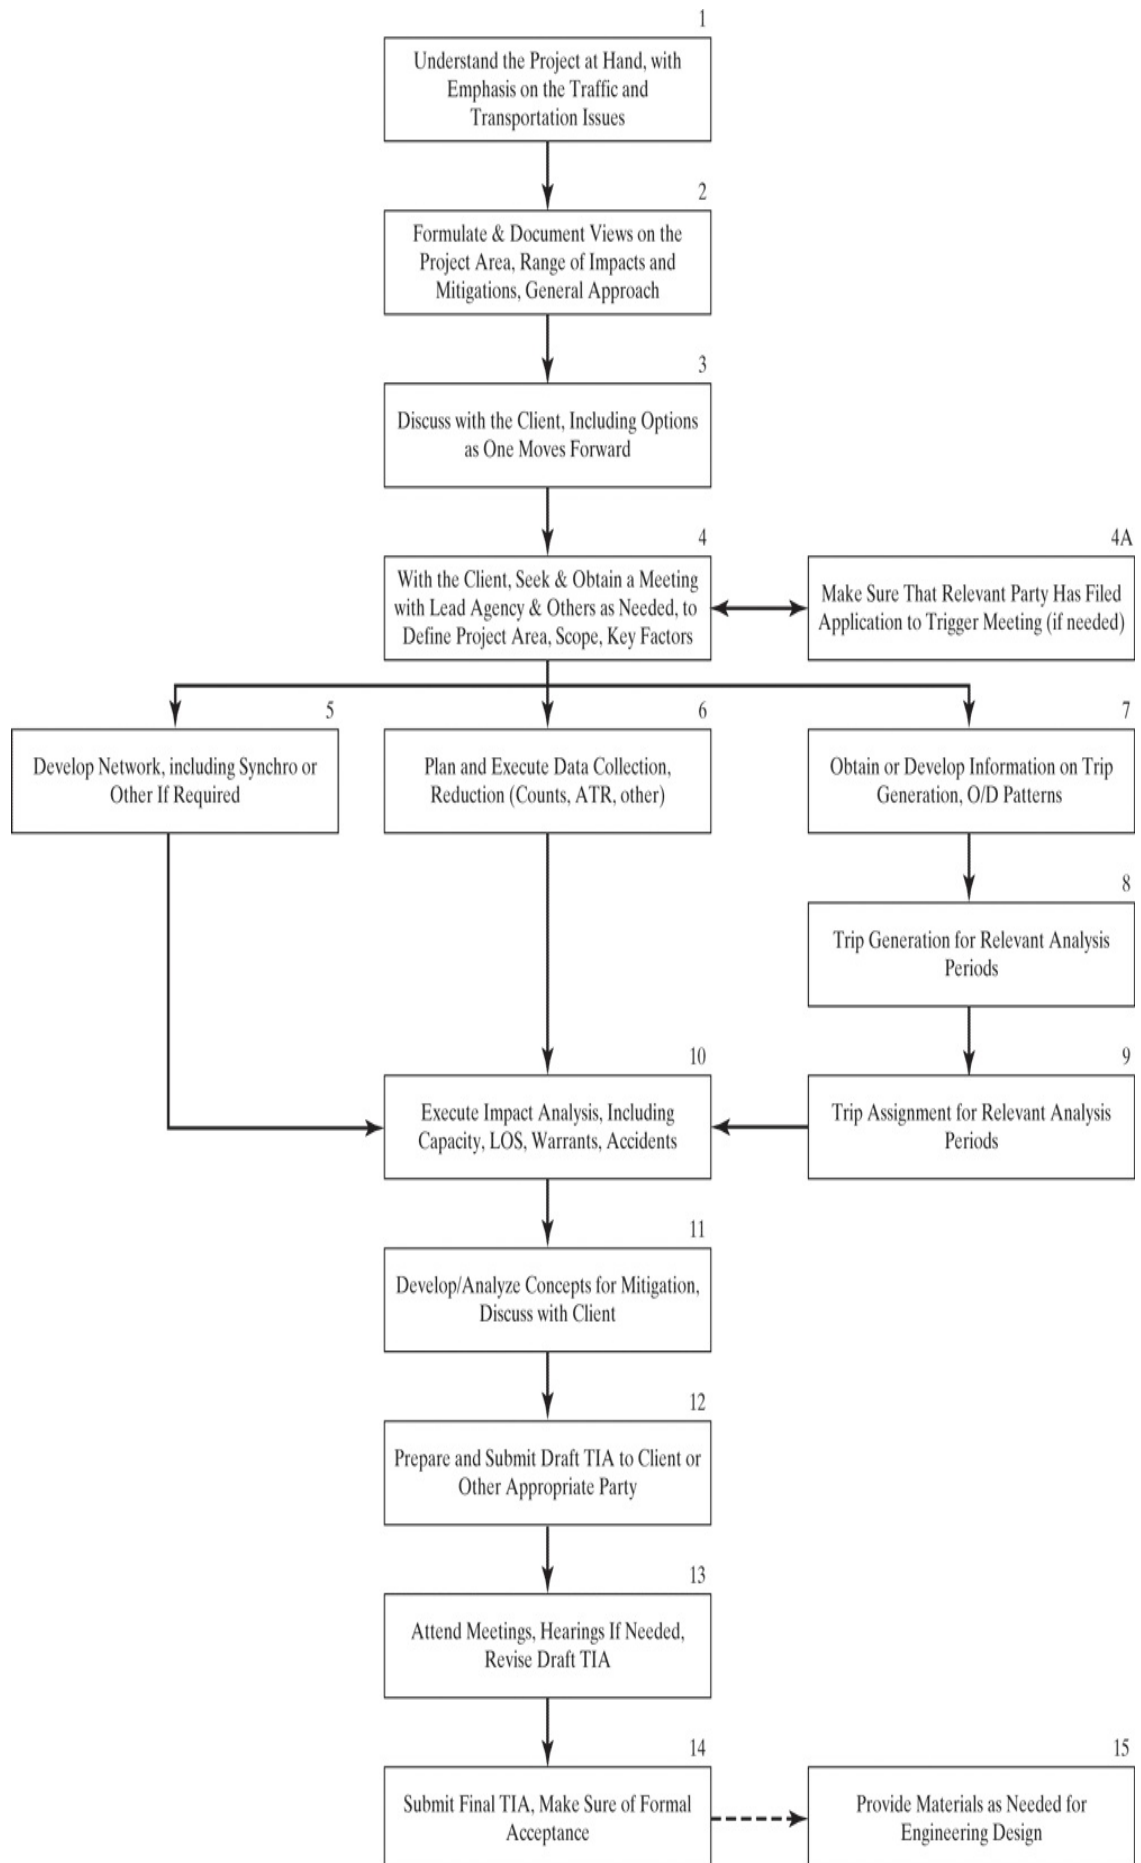 1
Understand the Project at Hand, with
Emphasis on the Traffic and
Transportation Issues
2
Formulate & Document Views on the
Project Area, Range of Impacts and
Mitigations, General Approach
3
Discuss with the Client, Including Options
as One Moves Forward
4
With the Client, Seek & Obtain a Meeting
with Lead Agency & Others as Needed, to
Define Project Area, Scope, Key Factors
4A
Make Sure That Relevant Party Has Filed
Application to Trigger Meeting (if needed)
5
Develop Network, including Synchro or
Other If Required
6
Plan and Execute Data Collection,
Reduction (Counts, ATR, other)
7
Obtain or Develop Information on Trip
Generation, O/D Patterns
8
Trip Generation for Relevant Analysis
Periods
9
Trip Assignment for Relevant Analysis
Periods
10
Execute Impact Analysis, Including
Capacity, LOS, Warrants, Accidents
11
Develop/Analyze Concepts for Mitigation,
Discuss with Client
12
Prepare and Submit Draft TIA to Client or
Other Appropriate Party
13
Attend Meetings, Hearings If Needed,
Revise Draft TIA
14
Submit Final TIA, Make Sure of Formal
Acceptance
15
Provide Materials as Needed for
Engineering Design